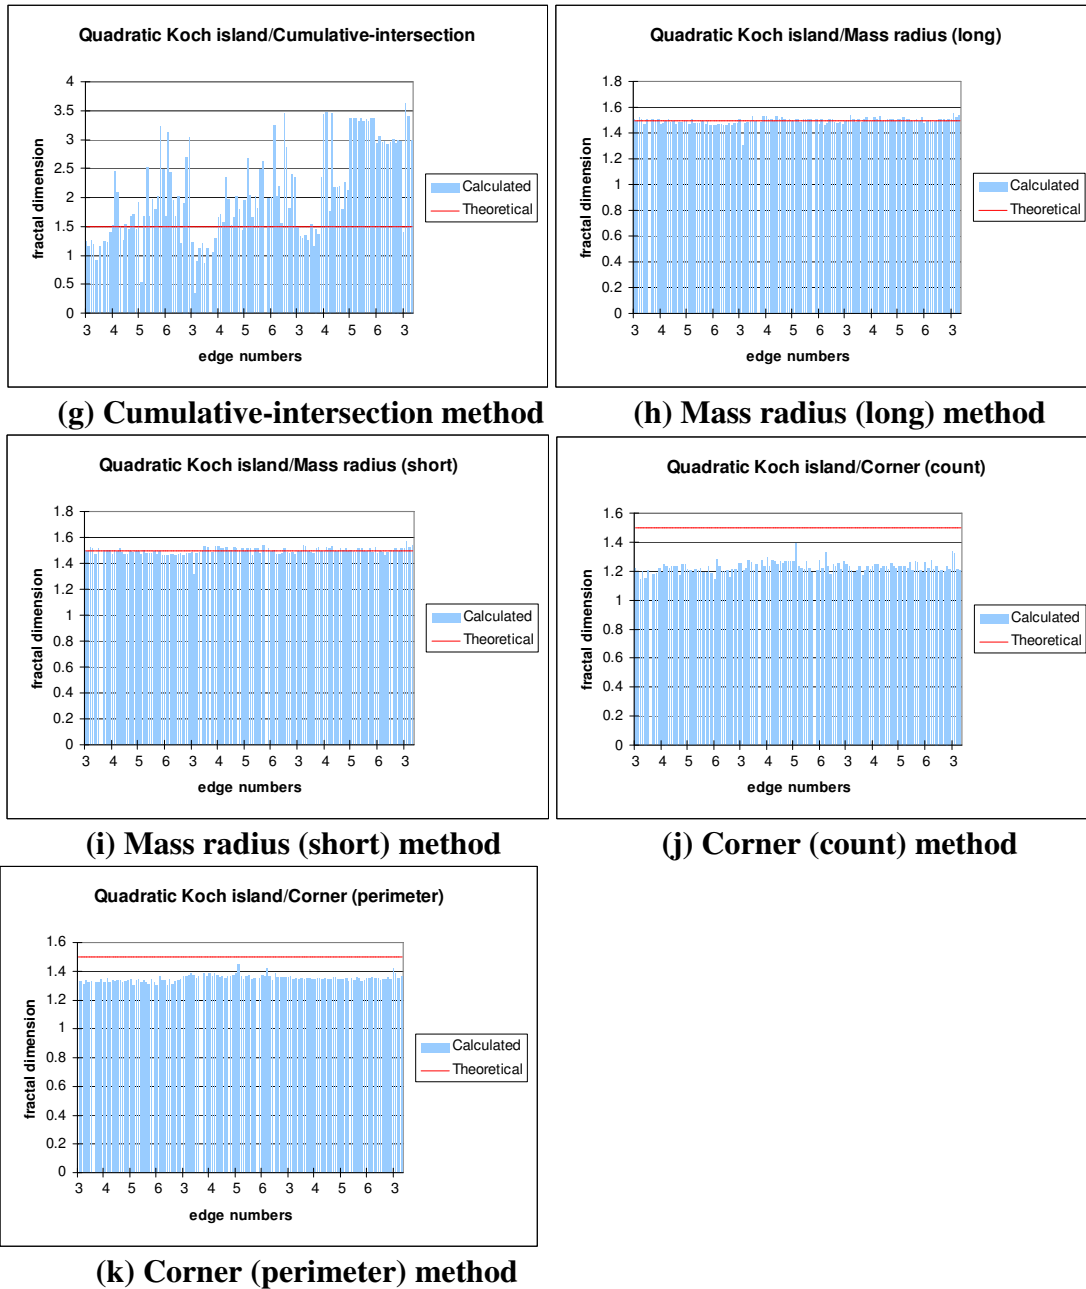 Quadratic Koch island/Cumulative-intersection
4
3.5
3
2.5
2
1.5
1
0.5
0
fractal dimension
3 4 5 6 3 4 5 6 3 4 5 6 3
edge numbers
Calculated
Theoretical
(g) Cumulative-intersection method
Quadratic Koch island/Mass radius (long)
1.8
1.6
1.4
1.2
1
0.8
0.6
0.4
0.2
0
fractal dimension
3 4 5 6 3 4 5 6 3 4 5 6 3
edge numbers
Calculated
Theoretical
(h) Mass radius (long) method
Quadratic Koch island/Mass radius (short)
1.8
1.6
1.4
1.2
1
0.8
0.6
0.4
0.2
0
fractal dimension
3 4 5 6 3 4 5 6 3 4 5 6 3
edge numbers
Calculated
Theoretical
(i) Mass radius (short) method
Quadratic Koch island/Corner (count)
1.6
1.4
1.2
1
0.8
0.6
0.4
0.2
0
fractal dimension
3 4 5 6 3 4 5 6 3 4 5 6 3
edge numbers
Calculated
Theoretical
(j) Corner (count) method
Quadratic Koch island/Corner (perimeter)
1.6
1.4
1.2
1
0.8
0.6
0.4
0.2
0
fractal dimension
3 4 5 6 3 4 5 6 3 4 5 6 3
edge numbers
Calculated
Theoretical
(k) Corner (perimeter) method